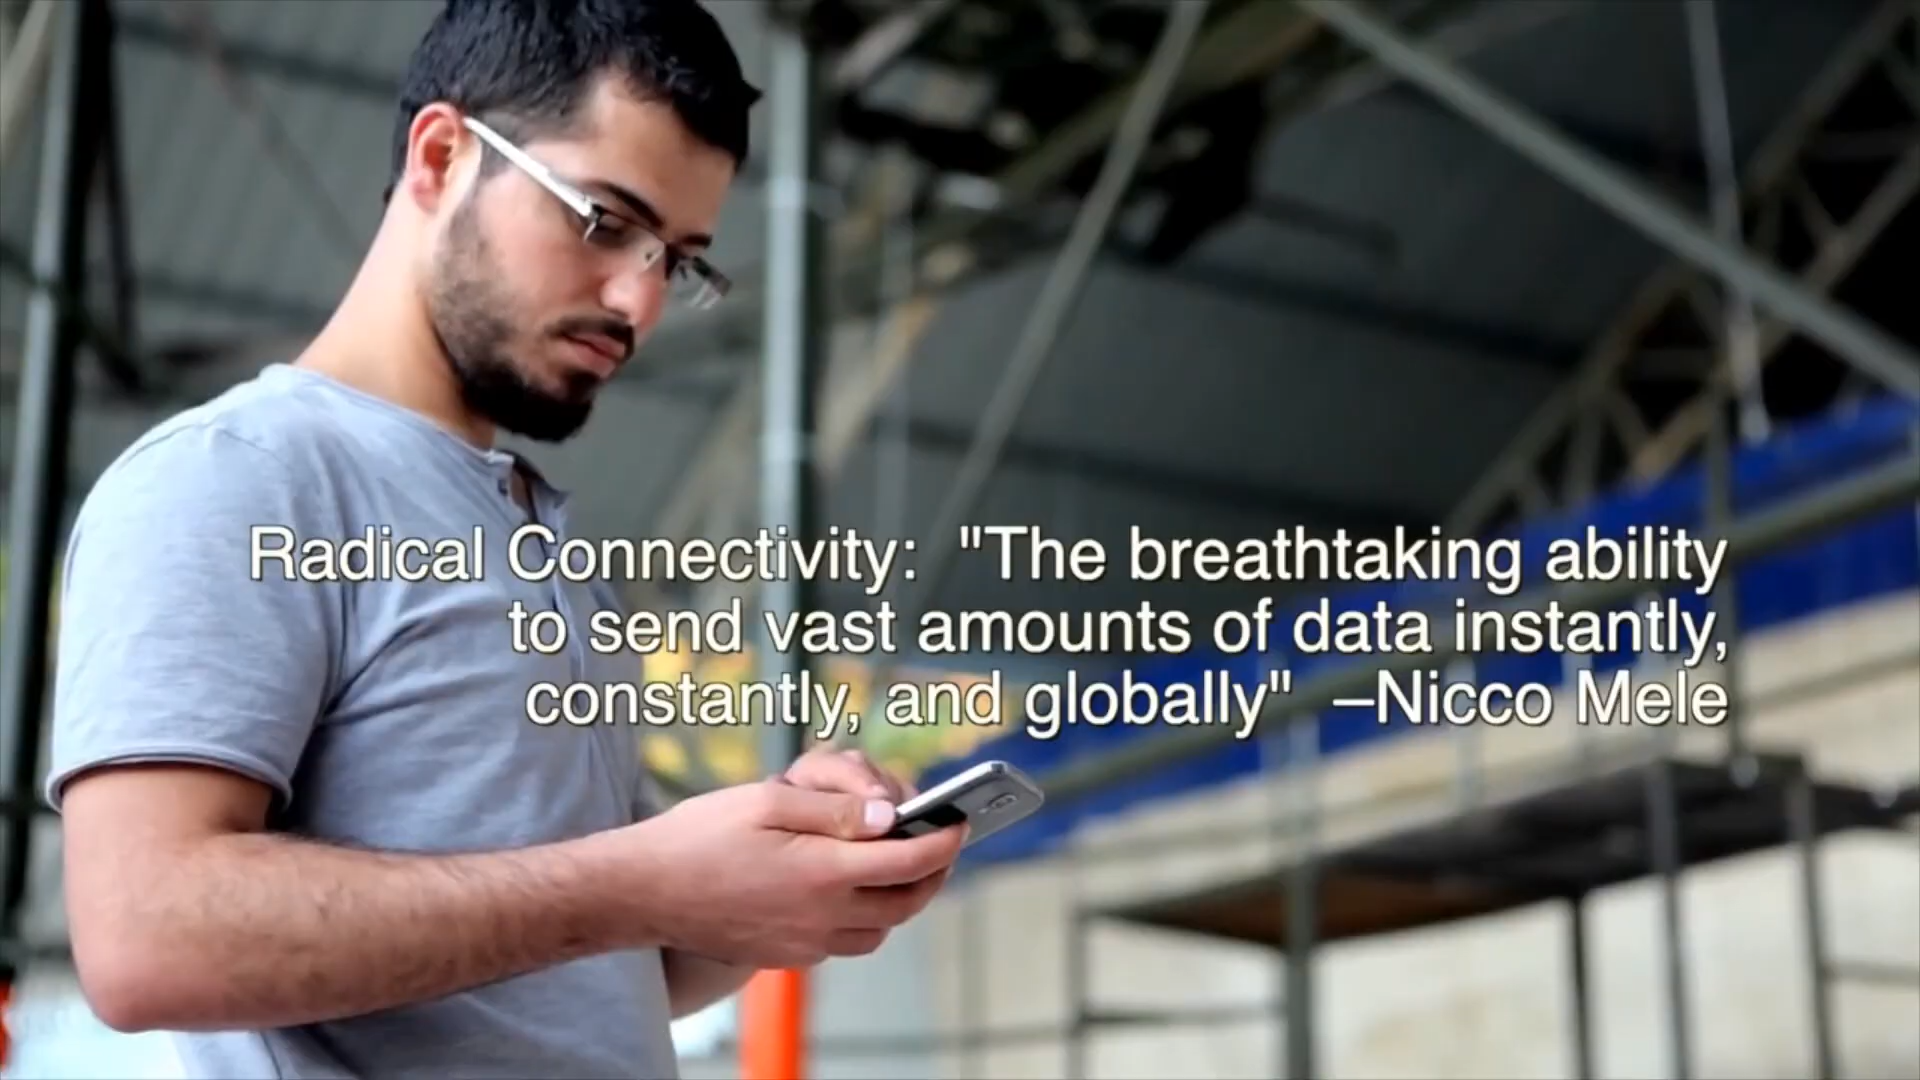 Radical Connectivity:  "The breathtaking ability
to send vast amounts of data instantly,
constantly, and globally"  –Nicco Mele